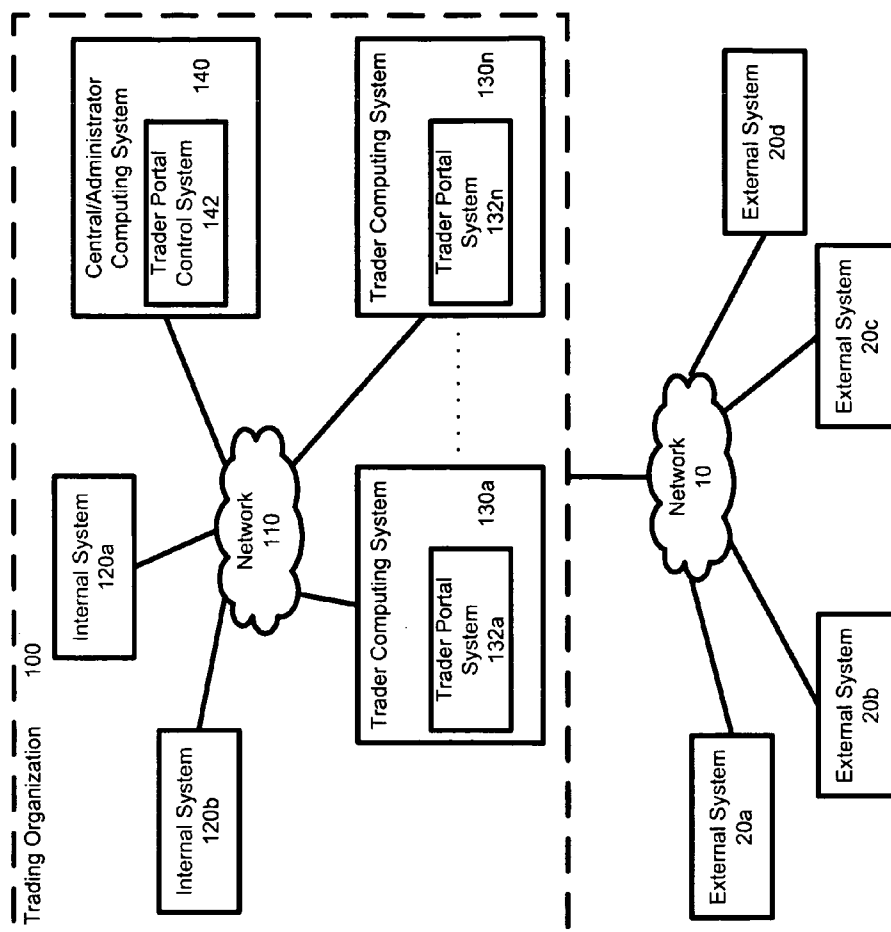 Trading Organization
100
Internal System
120b
Internal System
120a
Central/Administrator
Computing System
140
Trader Portal
Control System
142
Network
110
Trader Computing System
130a
Trader Portal
System
132a
Trader Computing System
130n
Trader Portal
System
132n
Network
10
External System
20a
External System
20b
External System
20c
External System
20d